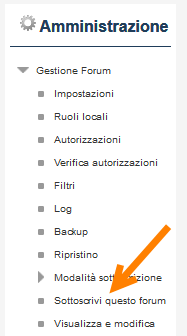 Amministrazione
Gestione Forum
Impostazioni
Ruoli locali
Autorizzazioni
Verifica autorizzazioni
Filtri
Log
Backup
Ripristino
Modalità sottoscrizione
Sottoscrivi questo forum
Visualizza e modifica